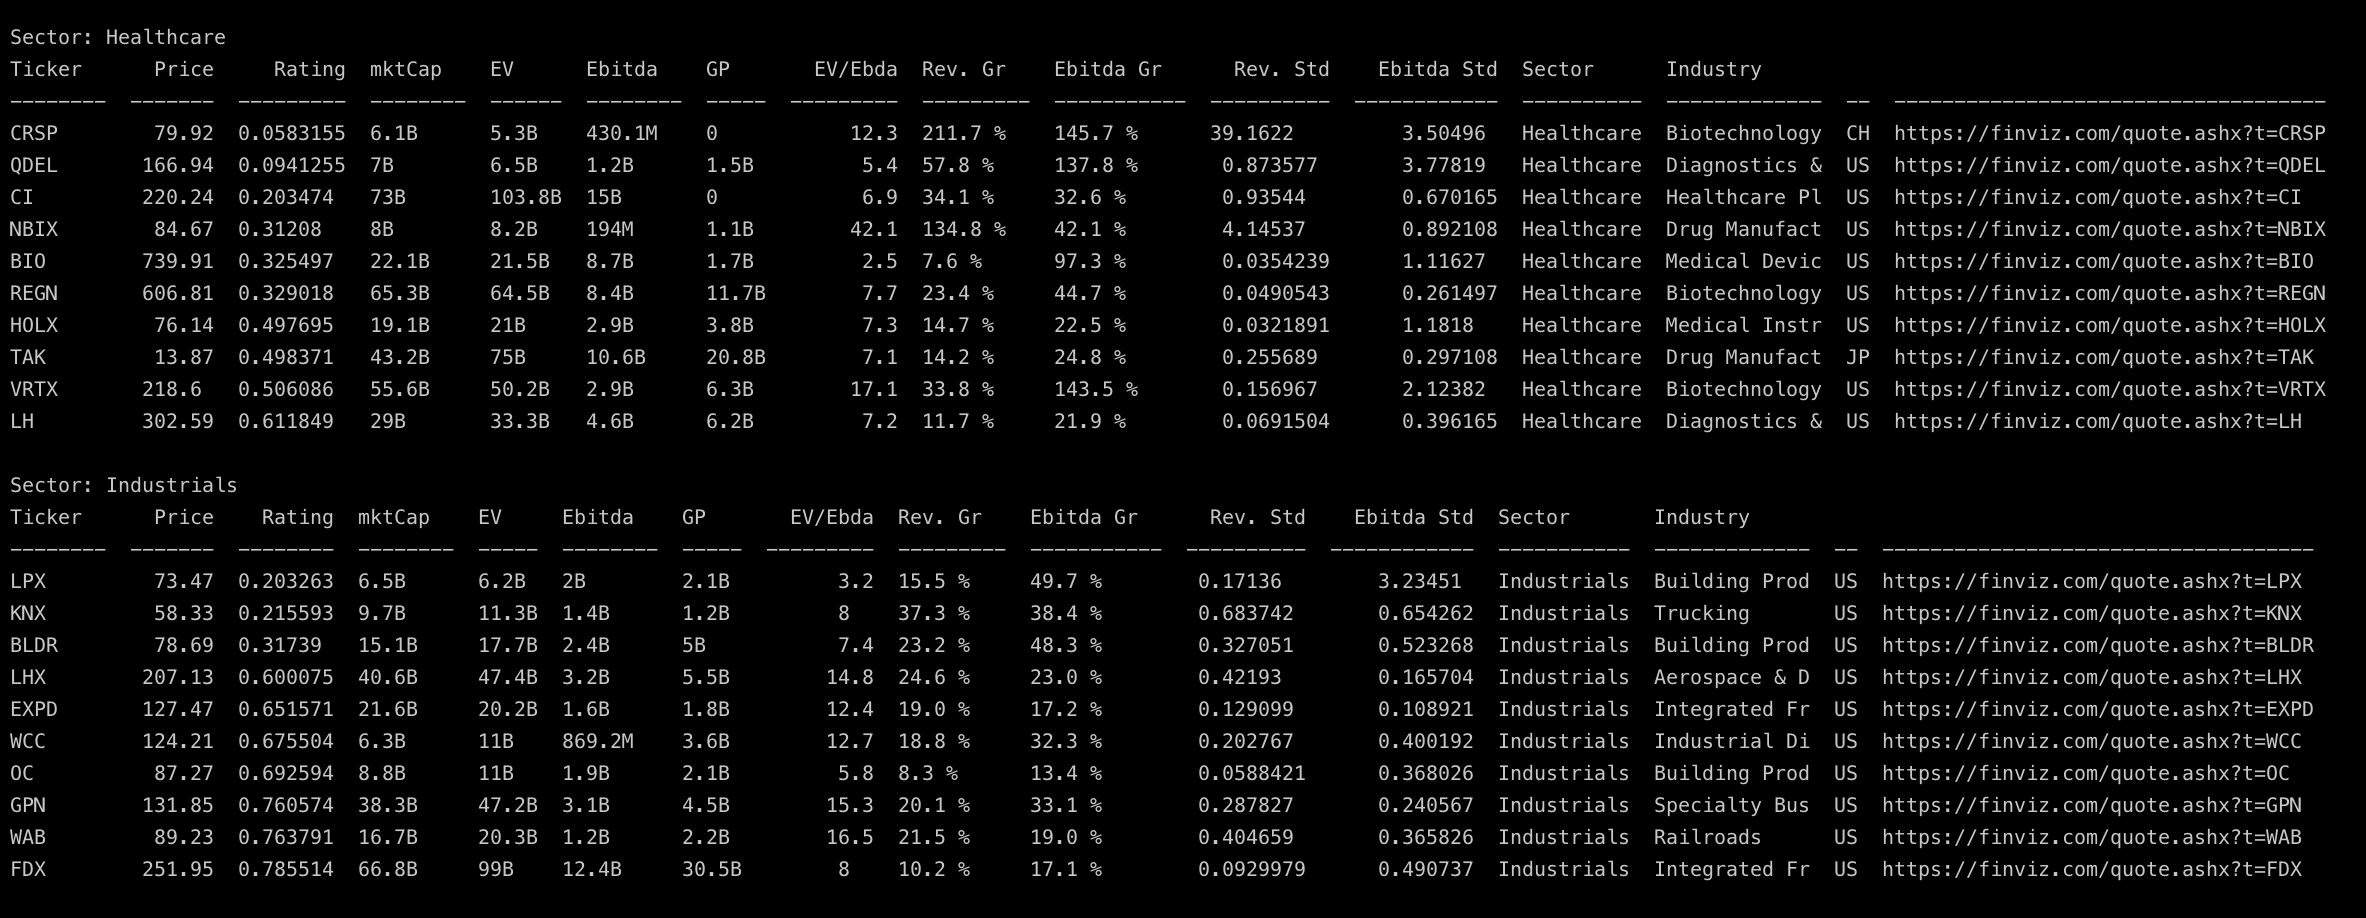 Sector: Healthcare
Ticker Price Rating mktCap EV Ebitda GP EV/Ebda Rev. Gr Ebitda Gr Rev. Std Ebitda Std Sector Industry
-------- ------- --------- -------- ------ -------- ----- --------- --------- ----------- ---------- ------------ ---------- ------------- -- ------------------------------------
CRSP 79.92 0.0583155 6.1B 5.3B 430.1M 0 12.3 211.7 % 145.7 % 39.1622 3.50496 Healthcare Biotechnology CH https://finviz.com/quote.ashx?t=CRSP
QDEL 166.94 0.0941255 7B 6.5B 1.2B 1.5B 5.4 57.8 % 137.8 % 0.873577 3.77819 Healthcare Diagnostics & US https://finviz.com/quote.ashx?t=QDEL
CI 220.24 0.203474 73B 103.8B 15B 0 6.9 34.1 % 32.6 % 0.93544 0.670165 Healthcare Healthcare Pl US https://finviz.com/quote.ashx?t=CI
NBIX 84.67 0.31208 8B 8.2B 194M 1.1B 42.1 134.8 % 42.1 % 4.14537 0.892108 Healthcare Drug Manufact US https://finviz.com/quote.ashx?t=NBIX
BIO 739.91 0.325497 22.1B 21.5B 8.7B 1.7B 2.5 7.6 % 97.3 % 0.0354239 1.11627 Healthcare Medical Devic US https://finviz.com/quote.ashx?t=BIO
REGN 606.81 0.329018 65.3B 64.5B 8.4B 11.7B 7.7 23.4 % 44.7 % 0.0490543 0.261497 Healthcare Biotechnology US https://finviz.com/quote.ashx?t=REGN
HOLX 76.14 0.497695 19.1B 21B 2.9B 3.8B 7.3 14.7 % 22.5 % 0.0321891 1.1818 Healthcare Medical Instr US https://finviz.com/quote.ashx?t=HOLX
TAK 13.87 0.498371 43.2B 75B 10.6B 20.8B 7.1 14.2 % 24.8 % 0.255689 0.297108 Healthcare Drug Manufact JP https://finviz.com/quote.ashx?t=TAK
VRTX 218.6 0.506086 55.6B 50.2B 2.9B 6.3B 17.1 33.8 % 143.5 % 0.156967 2.12382 Healthcare Biotechnology US https://finviz.com/quote.ashx?t=VRTX
LH 302.59 0.611849 29B 33.3B 4.6B 6.2B 7.2 11.7 % 21.9 % 0.0691504 0.396165 Healthcare Diagnostics & US https://finviz.com/quote.ashx?t=LH
Sector: Industrials
Ticker Price Rating mktCap EV Ebitda GP EV/Ebda Rev. Gr Ebitda Gr Rev. Std Ebitda Std Sector Industry
-------- ------- -------- -------- ----- -------- ----- --------- --------- ----------- ---------- ------------ ----------- ------------- -- ------------------------------------
LPX 73.47 0.203263 6.5B 6.2B 2B 2.1B 3.2 15.5 % 49.7 % 0.17136 3.23451 Industrials Building Prod US https://finviz.com/quote.ashx?t=LPX
KNX 58.33 0.215593 9.7B 11.3B 1.4B 1.2B 8 37.3 % 38.4 % 0.683742 0.654262 Industrials Trucking US https://finviz.com/quote.ashx?t=KNX
BLDR 78.69 0.31739 15.1B 17.7B 2.4B 5B 7.4 23.2 % 48.3 % 0.327051 0.523268 Industrials Building Prod US https://finviz.com/quote.ashx?t=BLDR
LHX 207.13 0.600075 40.6B 47.4B 3.2B 5.5B 14.8 24.6 % 23.0 % 0.42193 0.165704 Industrials Aerospace & D US https://finviz.com/quote.ashx?t=LHX
EXPD 127.47 0.651571 21.6B 20.2B 1.6B 1.8B 12.4 19.0 % 17.2 % 0.129099 0.108921 Industrials Integrated Fr US https://finviz.com/quote.ashx?t=EXPD
WCC 124.21 0.675504 6.3B 11B 869.2M 3.6B 12.7 18.8 % 32.3 % 0.202767 0.400192 Industrials Industrial Di US https://finviz.com/quote.ashx?t=WCC
OC 87.27 0.692594 8.8B 11B 1.9B 2.1B 5.8 8.3 % 13.4 % 0.0588421 0.368026 Industrials Building Prod US https://finviz.com/quote.ashx?t=OC
GPN 131.85 0.760574 38.3B 47.2B 3.1B 4.5B 15.3 20.1 % 33.1 % 0.287827 0.240567 Industrials Specialty Bus US https://finviz.com/quote.ashx?t=GPN
WAB 89.23 0.763791 16.7B 20.3B 1.2B 2.2B 16.5 21.5 % 19.0 % 0.404659 0.365826 Industrials Railroads US https://finviz.com/quote.ashx?t=WAB
FDX 251.95 0.785514 66.8B 99B 12.4B 30.5B 8 10.2 % 17.1 % 0.0929979 0.490737 Industrials Integrated Fr US https://finviz.com/quote.ashx?t=FDX